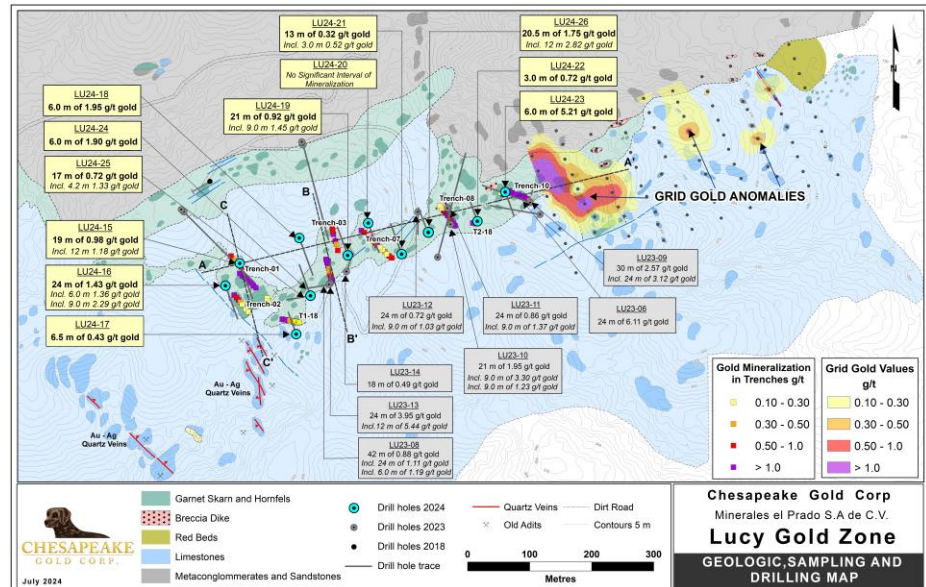 LU24-21
13 m of 0.32 g/t gold
Incl. 3.0 m 0.52 g/t gold
LU24-26
20.5 m of 1.75 g/t gold
Incl. 12 m 2.82 g/t gold
LU24-20
No Significant Interval of
Mineralization
LU24-22
3.0 m of 0.72 g/t gold
LU24-18
6.0 m of 1.95 g/t gold
LU24-19
21 m of 0.92 g/t gold
Incl. 9.0 m 1.45 g/t gold
LU24-23
6.0 m of 5.21 g/t gold
LU24-24
6.0 m of 1.90 g/t gold
LU24-25
17 m of 0.72 g/t gold
Incl. 4.2 m 1.33 g/t gold
LU24-15
19 m of 0.98 g/t gold
Incl. 12 m 1.18 g/t gold
LU24-16
24 m of 1.43 g/t gold
Incl. 6.0 m 1.36 g/t gold
Incl. 9.0 m 2.29 g/t gold
LU24-17
6.5 m of 0.43 g/t gold
N
A
A'
B
B'
C
C'
Trench-01
Trench-02
Trench-03
Trench-07
Trench-08
Trench-10
T1-18
T2-18
GRID GOLD ANOMALIES
LU23-09
30 m of 2.57 g/t gold
Incl. 24 m of 3.12 g/t gold
LU23-12
24 m of 0.72 g/t gold
Incl. 9.0 m of 1.03 g/t gold
LU23-11
24 m of 0.86 g/t gold
Incl. 9.0 m of 1.37 g/t gold
LU23-06
24 m of 6.11 g/t gold
LU23-10
21 m of 1.95 g/t gold
Incl. 9.0 m of 3.30 g/t gold
Incl. 9.0 m of 1.23 g/t gold
LU23-14
18 m of 0.49 g/t gold
LU23-13
24 m of 3.95 g/t gold
Incl.12 m of 5.44 g/t gold
LU23-08
42 m of 0.88 g/t gold
Incl. 24 m of 1.11 g/t gold
Incl. 6.0 m of 1.19 g/t gold
Au - Ag
Quartz Veins
Au - Ag
Quartz Veins
Gold Mineralization
in Trenches g/t
0.10 - 0.30
0.30 - 0.50
0.50 - 1.0
> 1.0
Grid Gold Values
g/t
0.10 - 0.30
0.30 - 0.50
0.50 - 1.0
> 1.0
CHESAPEAKE
GOLD CORP.
July 2024
Garnet Skarn and Hornfels
Breccia Dike
Red Beds
Limestones
Metaconglommerates and Sandstones
Drill holes 2024
Drill holes 2023
Drill holes 2018
Drill hole trace
Quartz Veins
Old Adits
Dirt Road
Contours 5 m
0 100 200 300
Metres
Chesapeake Gold Corp
Minerales el Prado S.A de C.V.
Lucy Gold Zone
GEOLOGIC,SAMPLING AND
DRILLING MAP